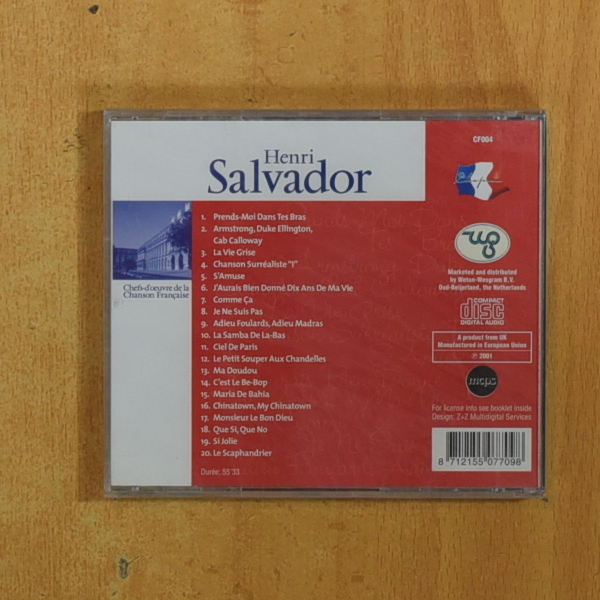 CF004
Henri
Salvador
Chefs-d'oeuvre de la
Chanson Française
1. Prends-Moi Dans Tes Bras
2. Armstrong, Duke Ellington,
Cab Calloway
3. La Vie Grise
4. Chanson Surréaliste "I"
5. S'Amuse
6. J'Aurais Bien Donné Dix Ans De Ma Vie
7. Comme Ça
8. Je Ne Suis Pas
9. Adieu Foulards, Adieu Madras
10. La Samba De La-Bas
11. Ciel De Paris
12. Le Petit Souper Aux Chandelles
13. Ma Doudou
14. C'est Le Be-Bop
15. Maria De Bahia
16. Chinatown, My Chinatown
17. Monsieur Le Bon Dieu
18. Que Si, Que No
19. Si Jolie
20. Le Scaphandrier
Durée: 55'33
wg
Marketed and distributed
by Weton-Wesgram B.V.
Oud-Beijerland, the Netherlands
COMPACT
disc
DIGITAL AUDIO
A product from UK
Manufactured in European Union
℗ 2001
mcps
For license info see booklet inside
Design: Z+Z Multidigital Services
8 712155 077098